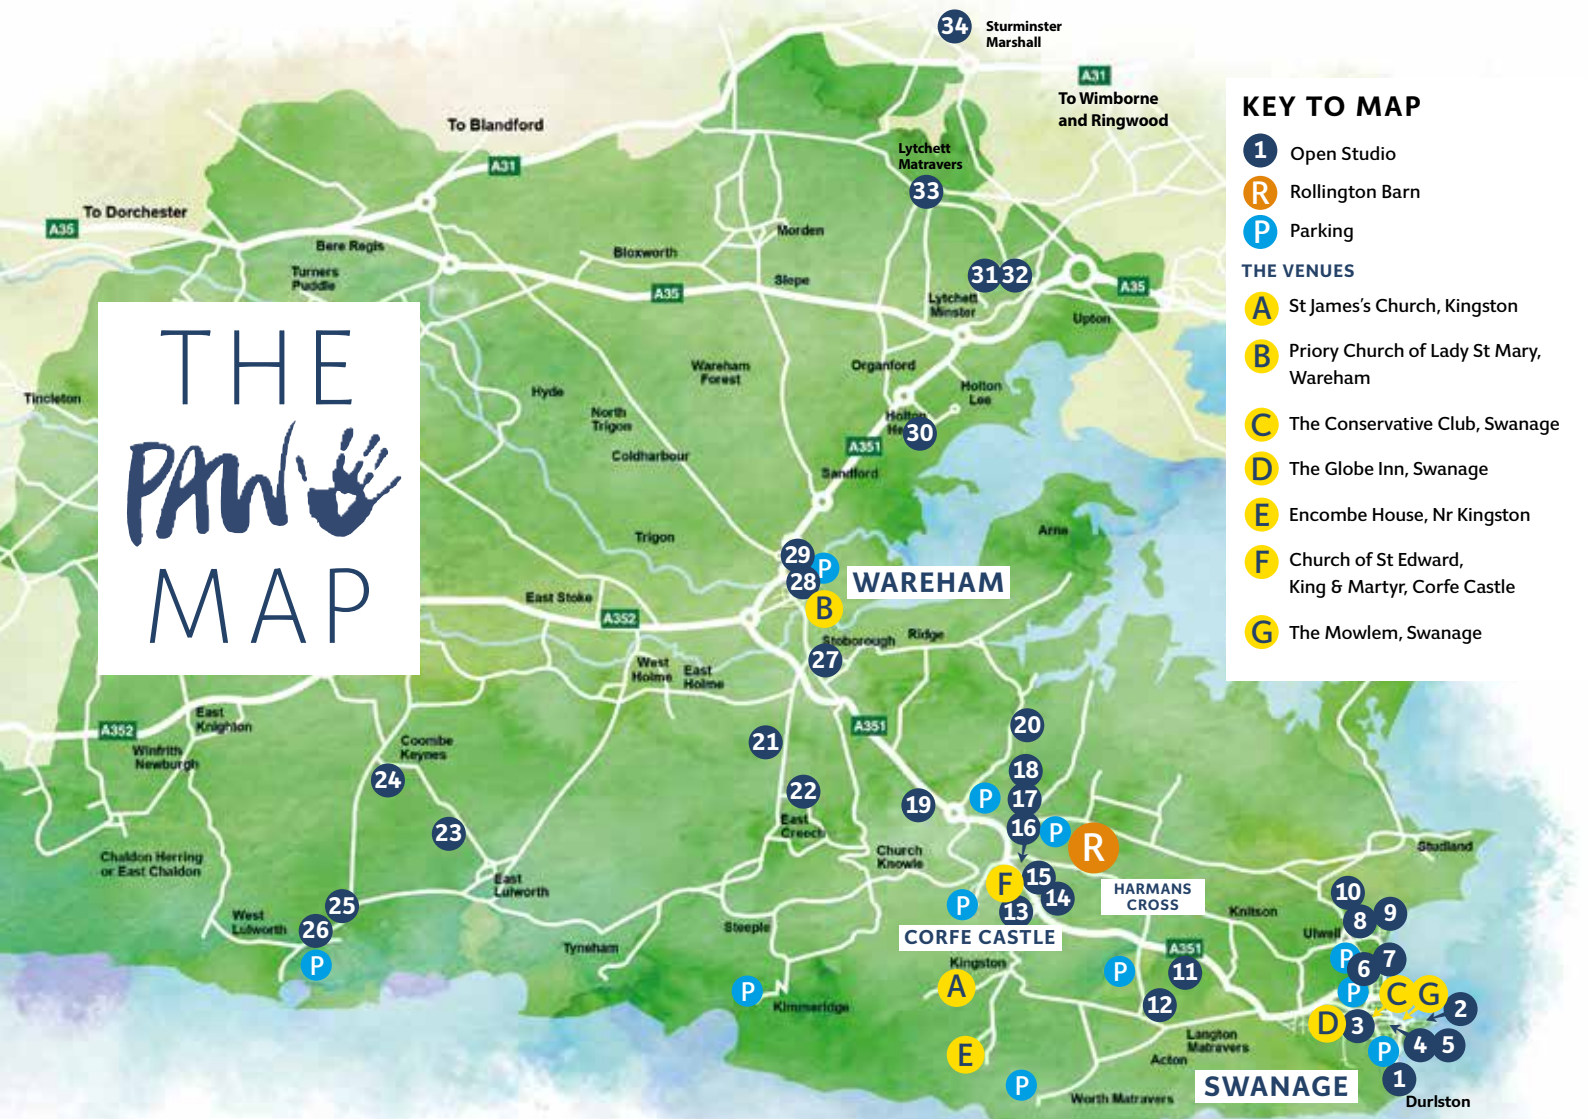 34
Sturminster
Marshall
A31
To Wimborne
and Ringwood
To Blandford
A31
Lytchett
Matravers
33
To Dorchester
A35
Bere Regis
Turners
Puddle
Bloxworth
Morden
A35
Slepe
31 32
Lytchett
Minster
A35
Upton
THE
PAW
MAP
Tincleton
Hyde
North
Trigon
Coldharbour
Wareham
Forest
Organford
Holton
Lee
Holton
30
A351
Sandford
Trigon
Arne
29
P
28
WAREHAM
B
East Stoke
A352
Stoborough
Ridge
27
West
Holme
East
Holme
A352
East
Knighton
Winfrith
Newburgh
Coombe
Keynes
24
23
21
22
East
Creech
A351
20
18
P
17
19
16
P
R
Church
Knowle
F
15
14
13
P
CORFE CASTLE
HARMANS
CROSS
Chaldon Herring
or East Chaldon
East
Lulworth
25
West
Lulworth
26
P
Tyneham
Steeple
P
Kimmeridge
Kingston
A
E
P
P
A351
11
12
Knitson
Studland
10
9
8
Ulwell
P
7
6
P
C
G
2
D
3
4
5
P
1
Durlston
Langton
Matravers
Acton
Worth Matravers
SWANAGE
KEY TO MAP
1 Open Studio
R Rollington Barn
P Parking
THE VENUES
A St James’s Church, Kingston
B Priory Church of Lady St Mary,
Wareham
C The Conservative Club, Swanage
D The Globe Inn, Swanage
E Encombe House, Nr Kingston
F Church of St Edward,
King & Martyr, Corfe Castle
G The Mowlem, Swanage